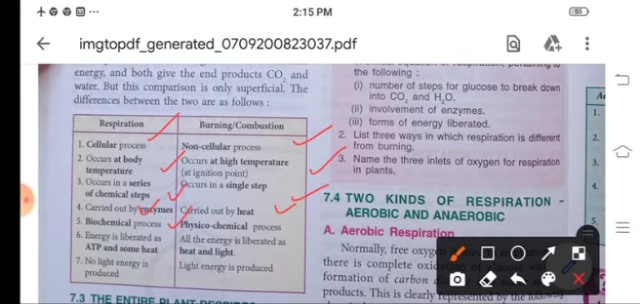 2:15 PM
85
imgtopdf_generated_0709200823037.pdf
energy, and both give the end products CO2 and
water. But this comparison is only superficial. The
differences between the two are as follows :
Respiration
Burning/Combustion
1. Cellular process
Non-cellular process
2. Occurs at body
temperature
Occurs at high temperature
(at ignition point)
3. Occurs in a series
of chemical steps
Occurs in a single step
4. Carried out by enzymes
Carried out by heat
5. Biochemical process
Physico-chemical process
6. Energy is liberated as
ATP and some heat
All the energy is liberated as
heat and light.
7. No light energy is
produced
Light energy is produced
7.3 THE ENTIRE PLANT
the following :
(i) number of steps for glucose to break down
into CO2 and H2O.
(ii) involvement of enzymes.
(iii) forms of energy liberated.
2. List three ways in which respiration is different
from burning.
3. Name the three inlets of oxygen for respiration
in plants.
7.4 TWO KINDS OF RESPIRATION -
AEROBIC AND ANAEROBIC
A. Aerobic Respiration
Normally, free oxygen
there is complete
formation of carbon
products. This is clearly represented by the following
1.
2.
3.
4.
5.